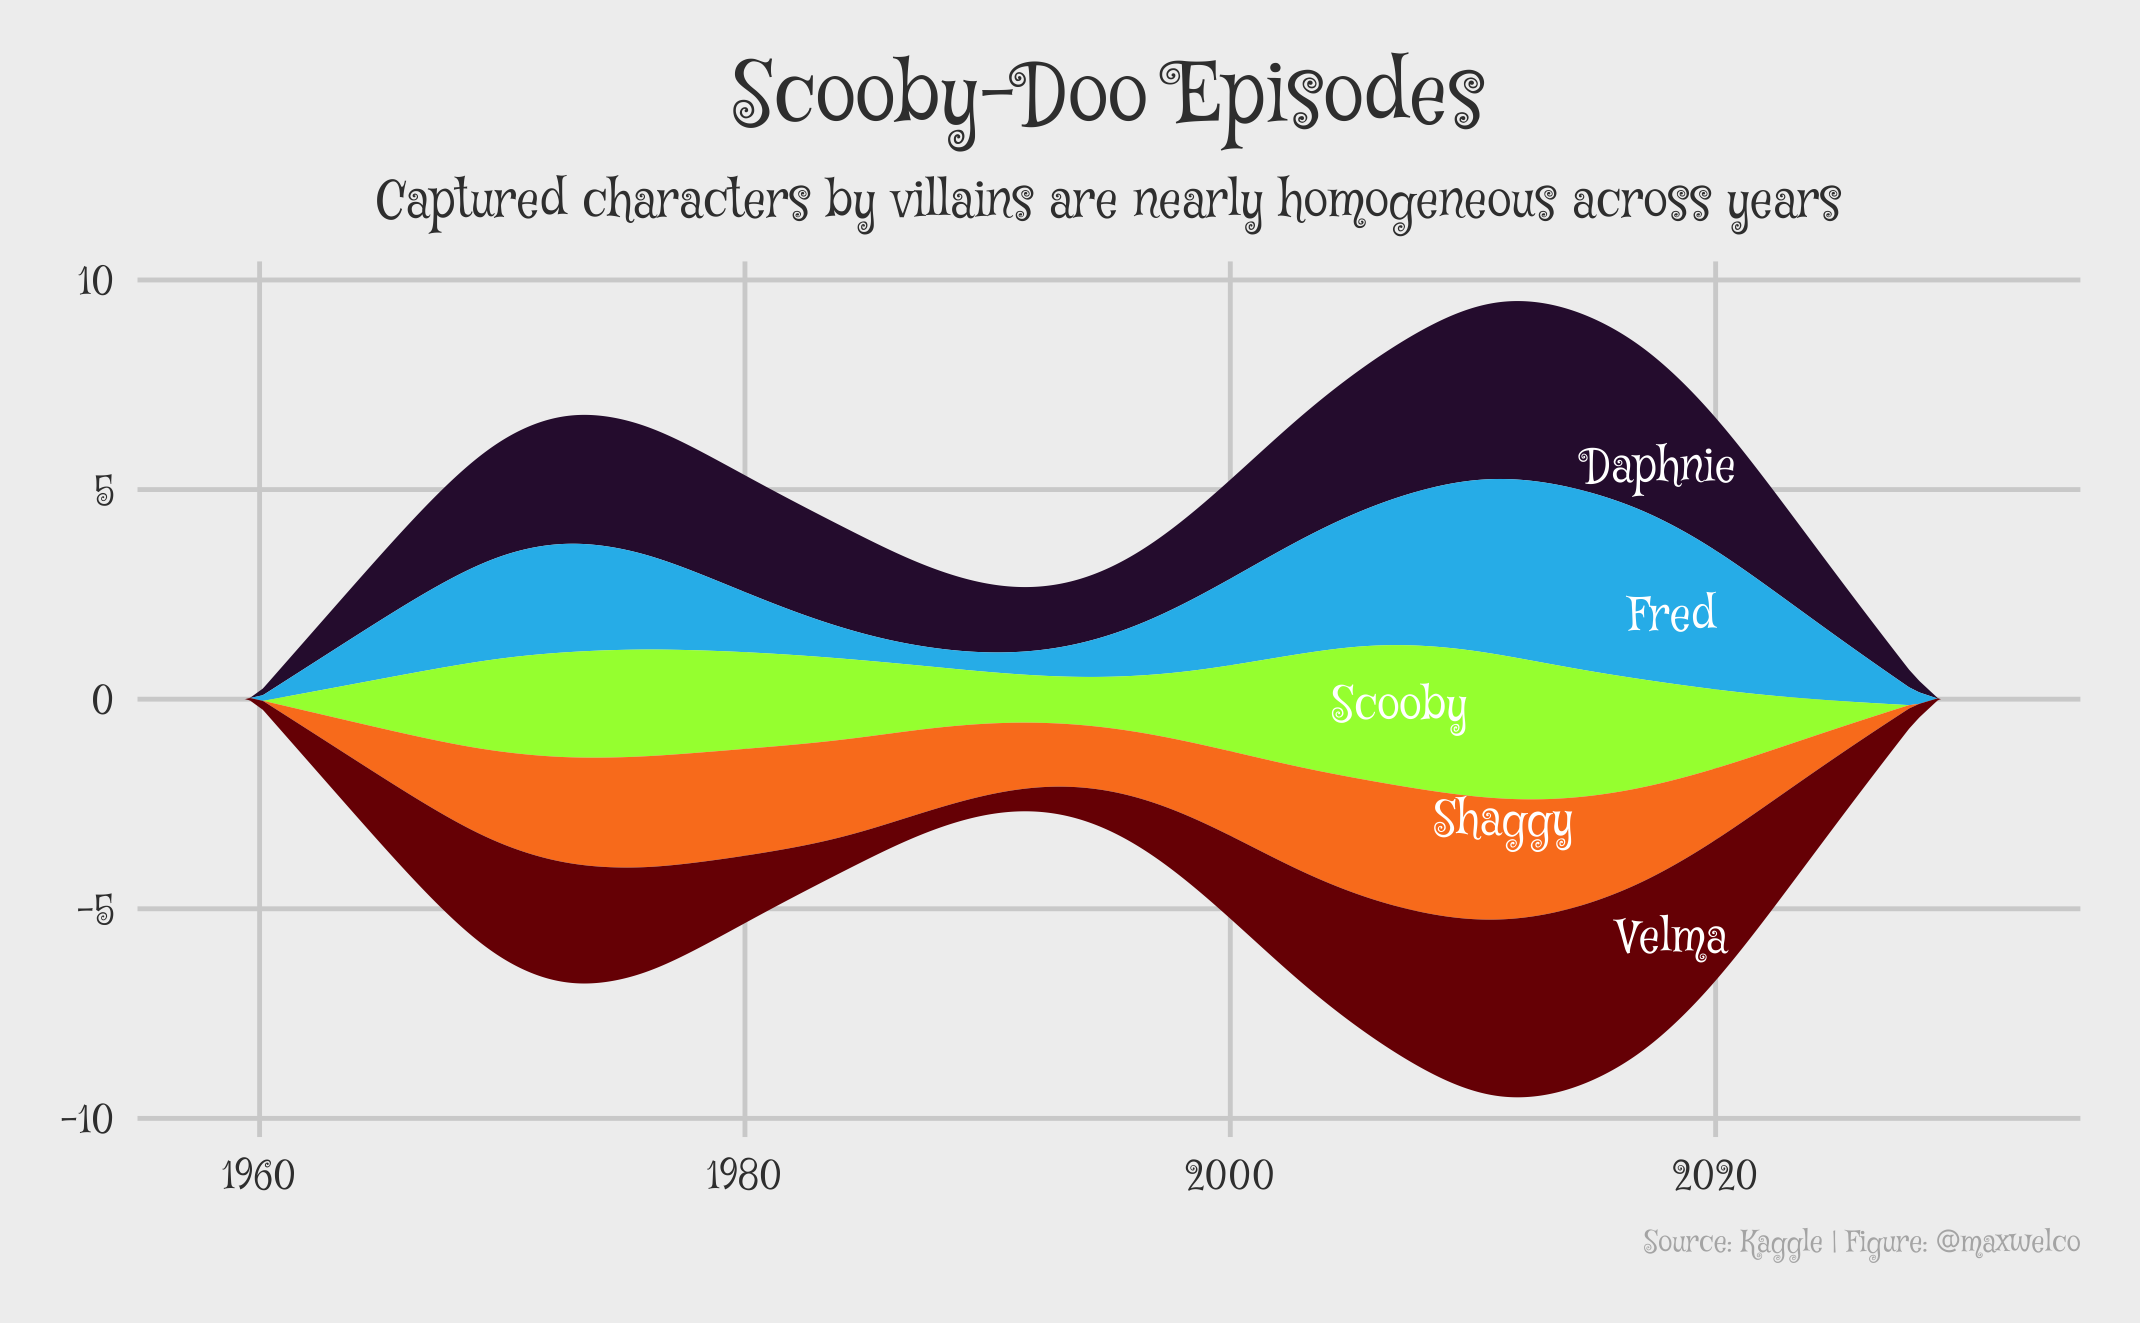 Scooby-Doo Episodes
Captured characters by villains are nearly homogeneous across years
10
5
0
-5
-10
Daphnie
Fred
Scooby
Shaggy
Velma
1960 1980 2000 2020
Source: Kaggle | Figure: @maxwelco